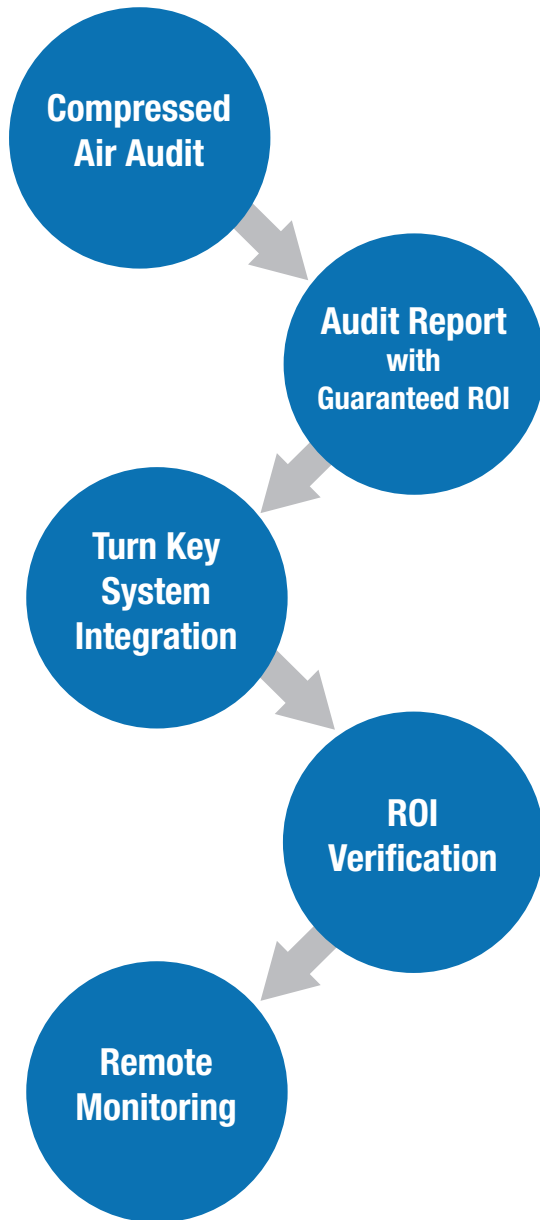 Compressed
Air Audit
Audit Report
with
Guaranteed ROI
Turn Key
System
Integration
ROI
Verification
Remote
Monitoring